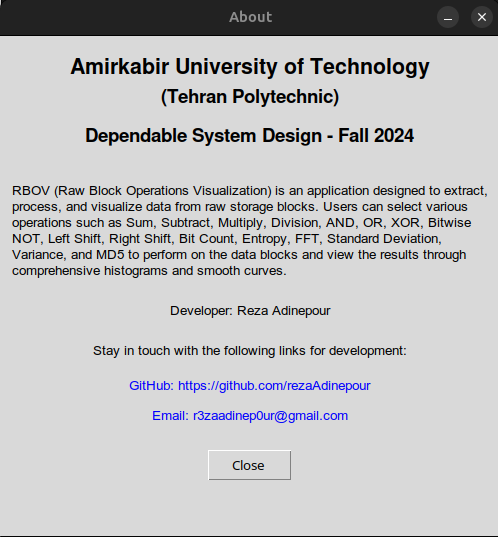 About
Amirkabir University of Technology
(Tehran Polytechnic)
Dependable System Design - Fall 2024
RBOV (Raw Block Operations Visualization) is an application designed to extract,
process, and visualize data from raw storage blocks. Users can select various
operations such as Sum, Subtract, Multiply, Division, AND, OR, XOR, Bitwise
NOT, Left Shift, Right Shift, Bit Count, Entropy, FFT, Standard Deviation,
Variance, and MD5 to perform on the data blocks and view the results through
comprehensive histograms and smooth curves.
Developer: Reza Adinepour
Stay in touch with the following links for development:
GitHub: https://github.com/rezaAdinepour
Email: r3zaadinep0ur@gmail.com
Close